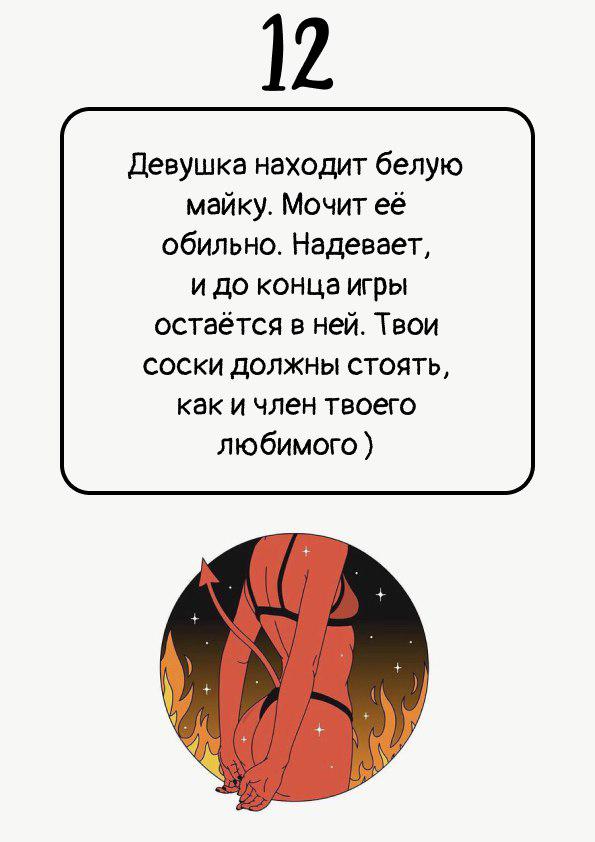 12
Девушка находит белую
майку. Мочит её
обильно. Надевает,
и до конца игры
остаётся в ней. Твои
соски должны стоять,
как и член твоего
любимого )